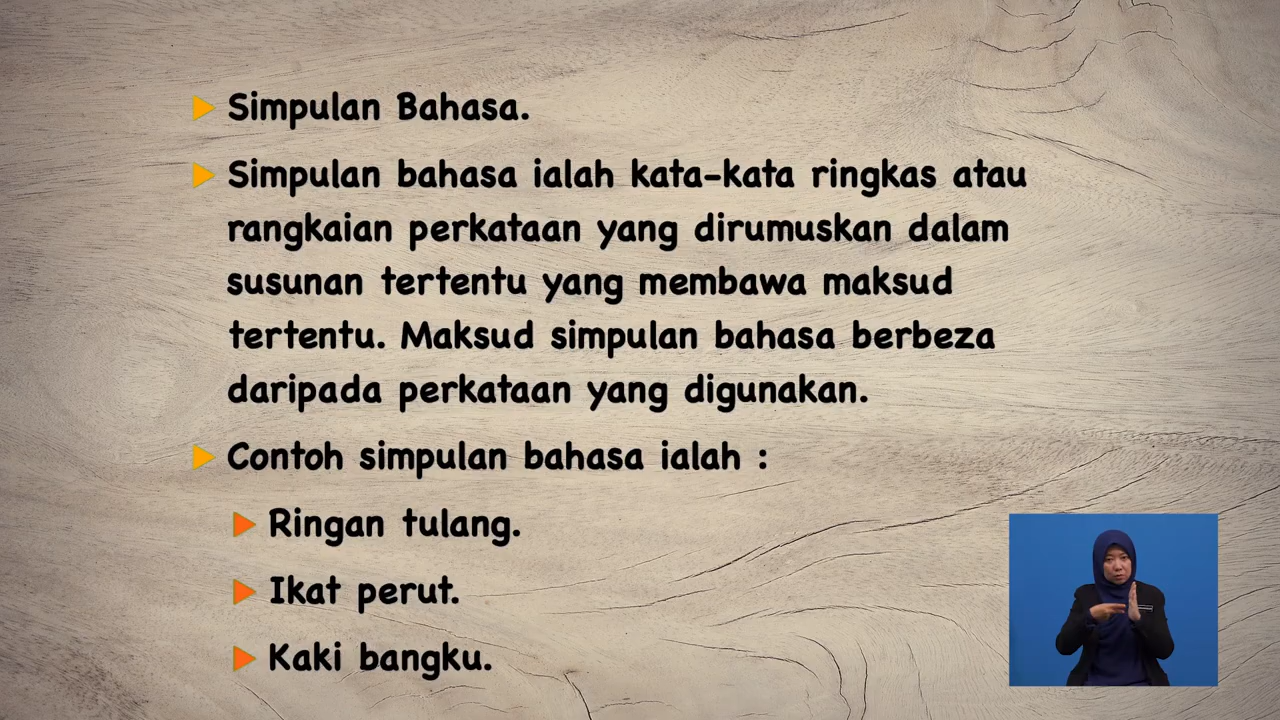 Simpulan Bahasa.
Simpulan bahasa ialah kata-kata ringkas atau
rangkaian perkataan yang dirumuskan dalam
susunan tertentu yang membawa maksud
tertentu. Maksud simpulan bahasa berbeza
daripada perkataan yang digunakan.
Contoh simpulan bahasa ialah :
Ringan tulang.
Ikat perut.
Kaki bangku.